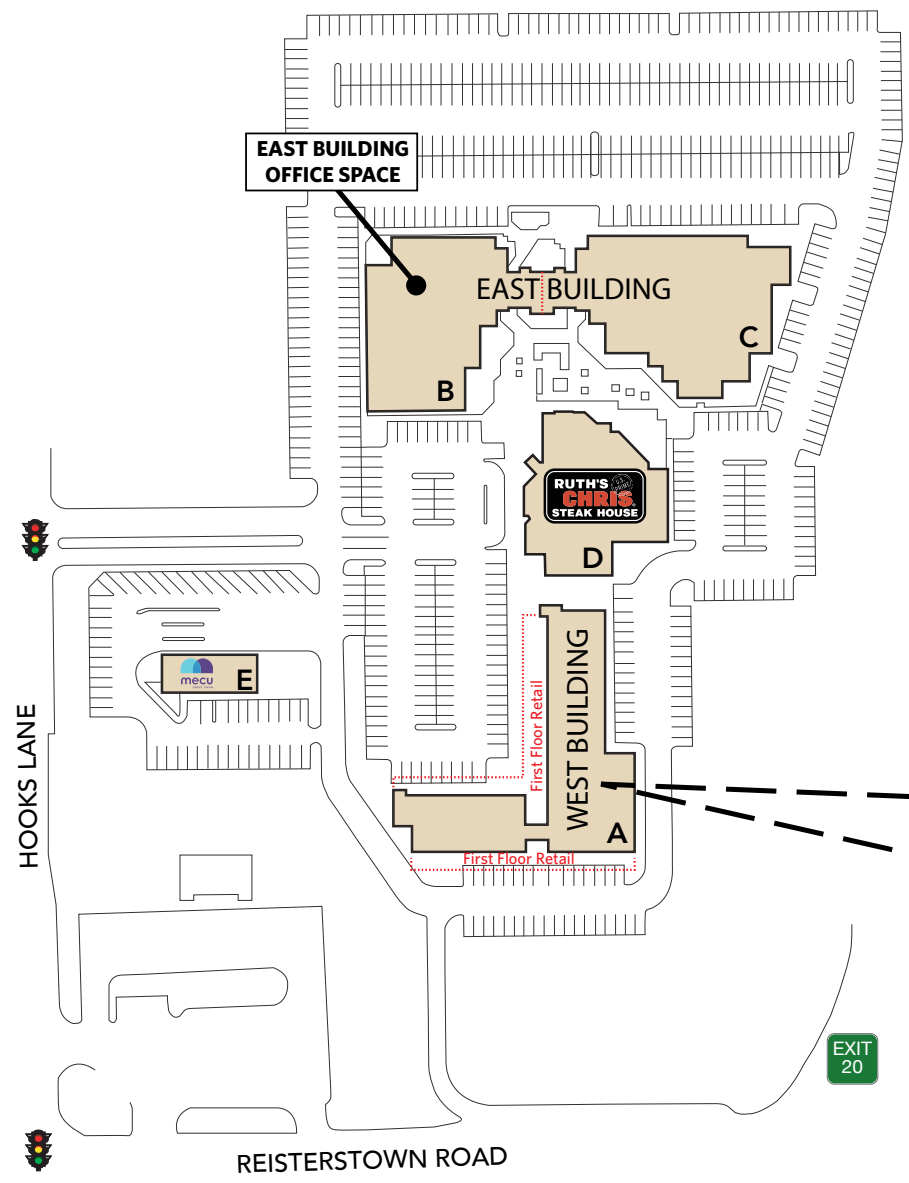 EAST BUILDING
OFFICE SPACE
EAST BUILDING
C
B
RUTH'S
U.S. PRIME
CHRIS
STEAK HOUSE
D
mecu
E
HOOKS LANE
First Floor Retail
WEST BUILDING
A
First Floor Retail
EXIT
20
REISTERSTOWN ROAD